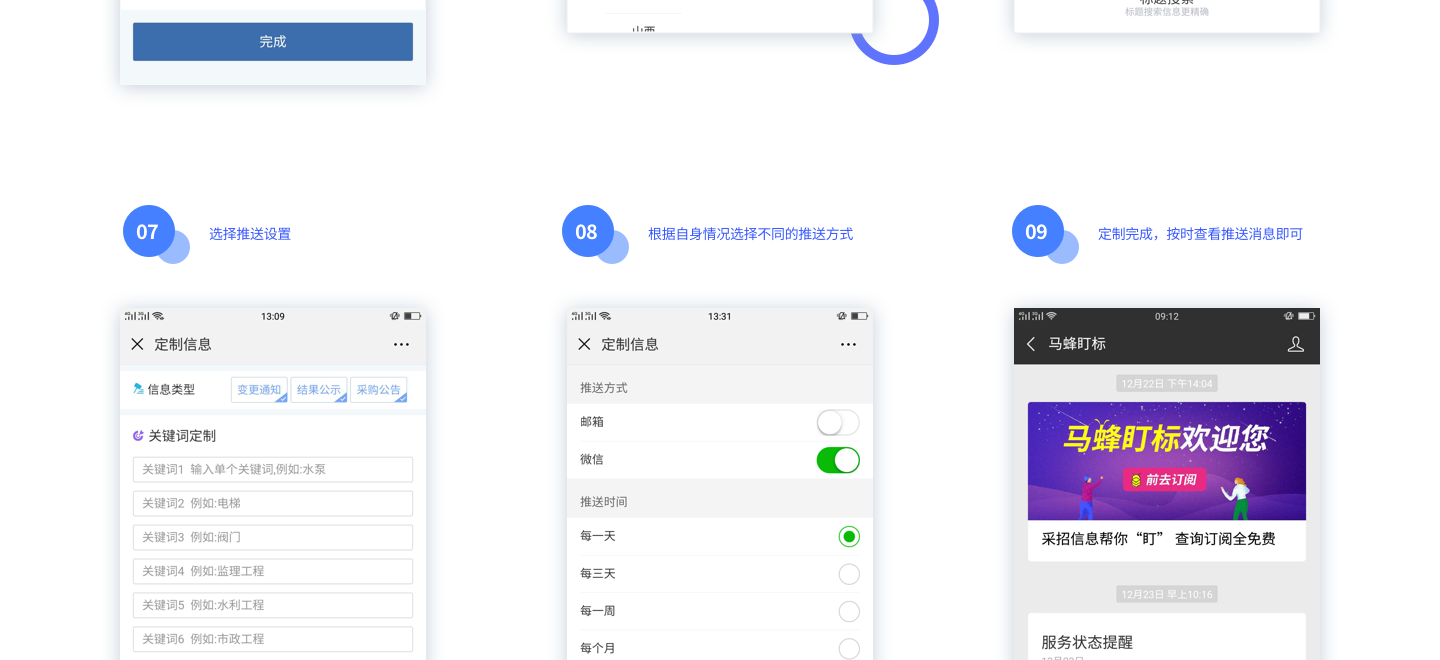 完成
山西
标题搜索
标题搜索信息更精确
07
选择推送设置
08
根据自身情况选择不同的推送方式
09
定制完成，按时查看推送消息即可
13:09
定制信息
信息类型
变更通知
结果公示
采购公告
关键词定制
关键词1 输入单个关键词,例如:水泵
关键词2 例如:电梯
关键词3 例如:阀门
关键词4 例如:监理工程
关键词5 例如:水利工程
关键词6 例如:市政工程
13:31
定制信息
推送方式
邮箱
微信
推送时间
每一天
每三天
每一周
每个月
09:12
马蜂盯标
12月22日 下午14:04
马蜂盯标欢迎您
前去订阅
采招信息帮你“盯” 查询订阅全免费
12月23日 早上10:16
服务状态提醒